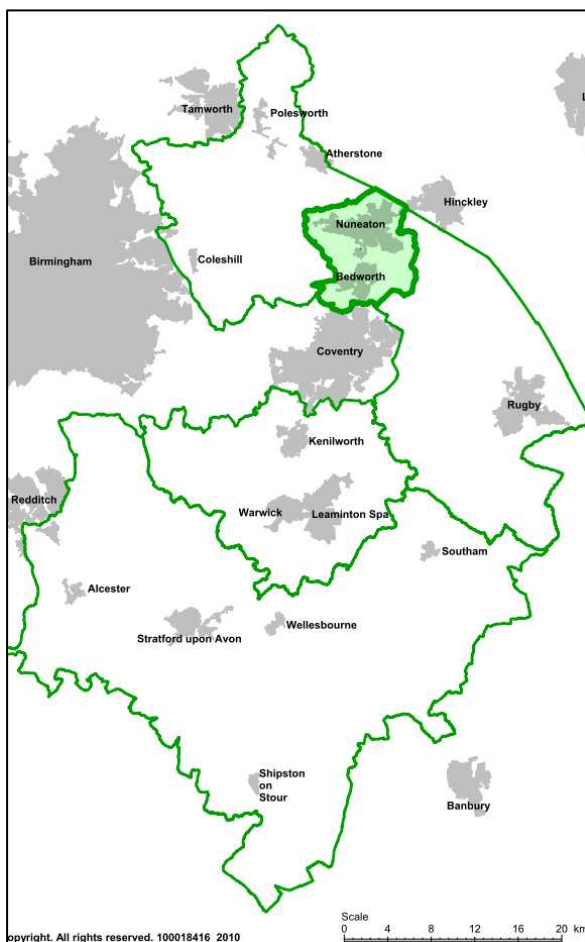 L
Tamworth
Polesworth
Atherstone
Hinckley
Nuneaton
Birmingham
Coleshill
Bedworth
Coventry
Rugby
Kenilworth
Redditch
Warwick
Leaminton Spa
Southam
Alcester
Stratford upon Avon
Wellesbourne
Shipston
on
Stour
Banbury
Scale
0 4 8 12 16 20 km
opyright. All rights reserved. 100018416 2010